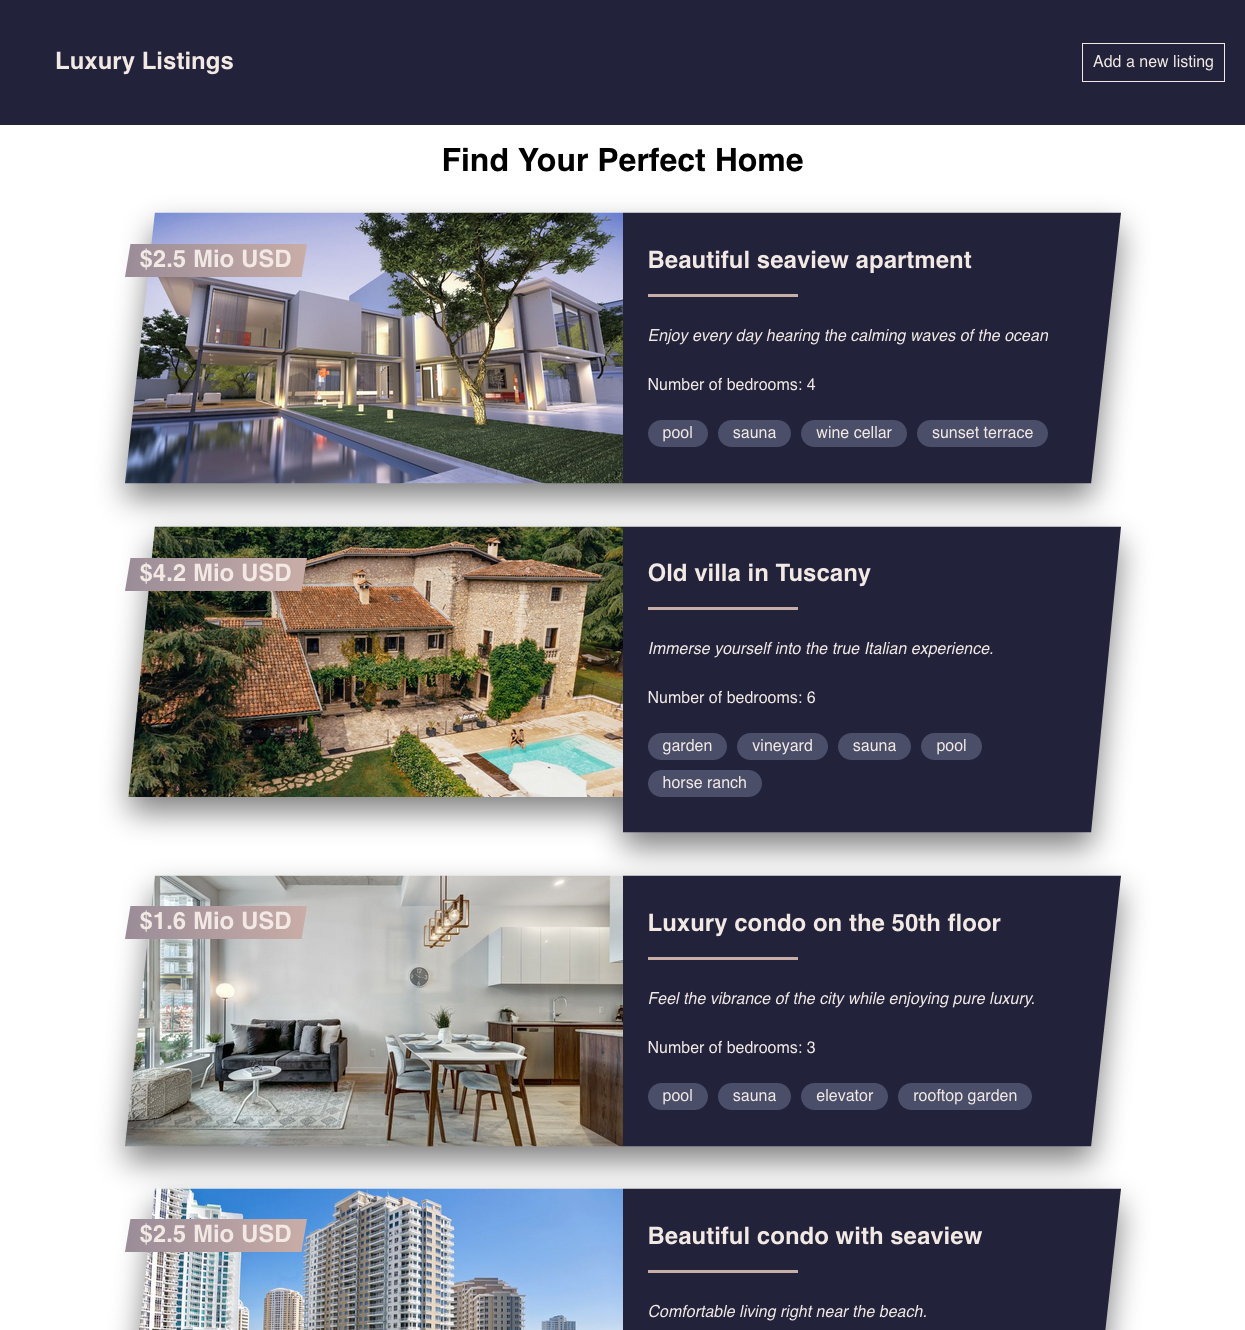 Luxury Listings
Add a new listing
Find Your Perfect Home
$2.5 Mio USD
Beautiful seaview apartment
Enjoy every day hearing the calming waves of the ocean
Number of bedrooms: 4
pool sauna wine cellar sunset terrace
$4.2 Mio USD
Old villa in Tuscany
Immerse yourself into the true Italian experience.
Number of bedrooms: 6
garden vineyard sauna pool
horse ranch
$1.6 Mio USD
Luxury condo on the 50th floor
Feel the vibrance of the city while enjoying pure luxury.
Number of bedrooms: 3
pool sauna elevator rooftop garden
$2.5 Mio USD
Beautiful condo with seaview
Comfortable living right near the beach.